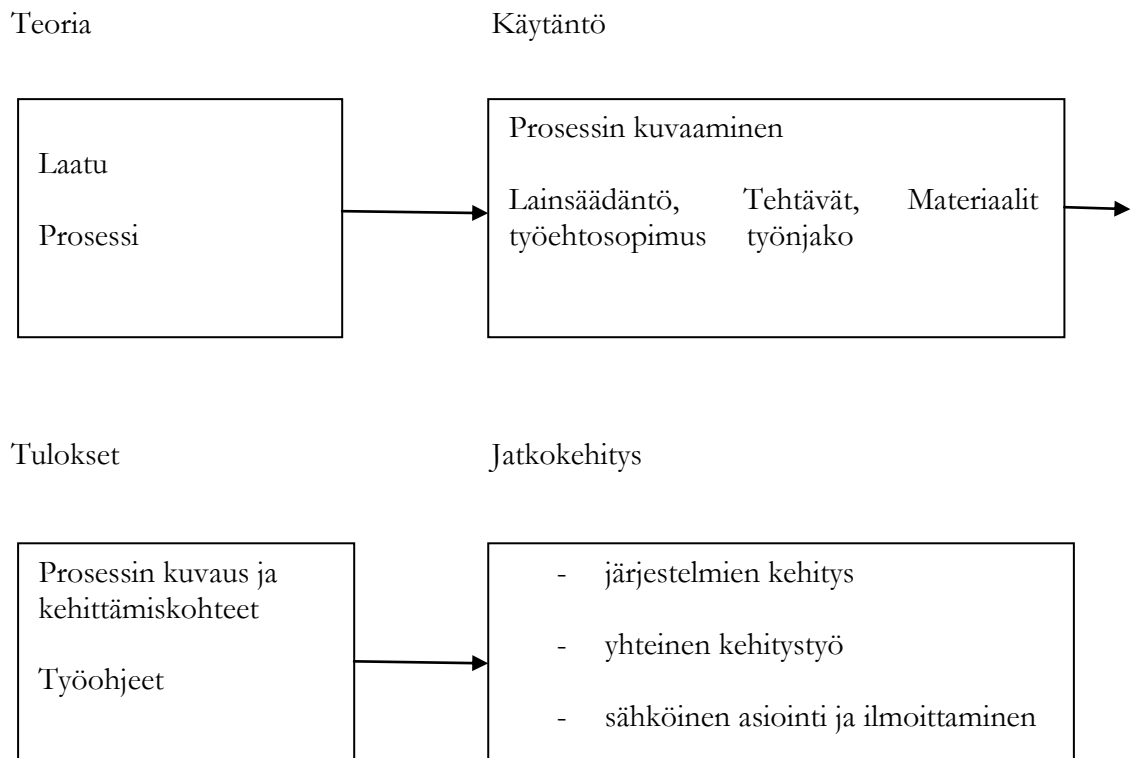 Teoria
Käytäntö
Laatu
Prosessi
Prosessin kuvaaminen
Lainsäädäntö, Tehtävät, Materiaalit
työehtosopimus työnjako
Tulokset
Jatkokehitys
Prosessin kuvaus ja
kehittämiskohteet
Työohjeet
- järjestelmien kehitys
- yhteinen kehitystyö
- sähköinen asiointi ja ilmoittaminen